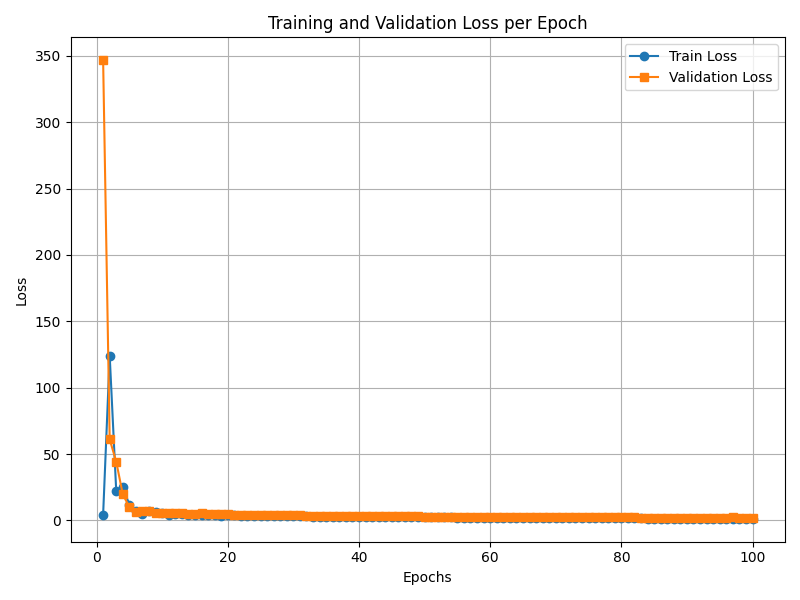 Training and Validation Loss per Epoch
Train Loss
Validation Loss
350
300
250
200
150
100
50
0
Loss
0 20 40 60 80 100
Epochs